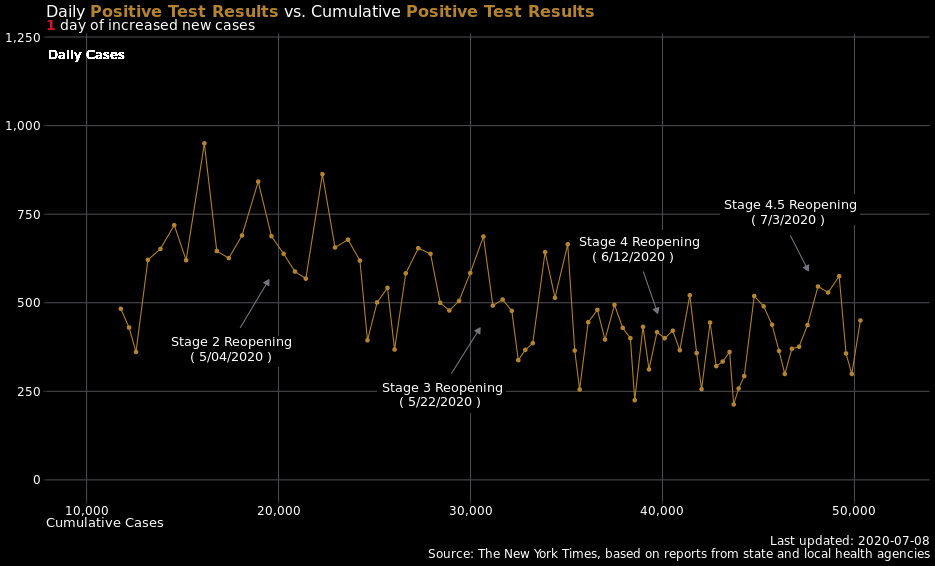 Daily Positive Test Results vs. Cumulative Positive Test Results
1 day of increased new cases
1,250
Daily Cases
1,000
750
500
250
0
Stage 4.5 Reopening
( 7/3/2020 )
Stage 4 Reopening
( 6/12/2020 )
Stage 2 Reopening
( 5/04/2020 )
Stage 3 Reopening
( 5/22/2020 )
10,000 20,000 30,000 40,000 50,000
Cumulative Cases
Last updated: 2020-07-08
Source: The New York Times, based on reports from state and local health agencies